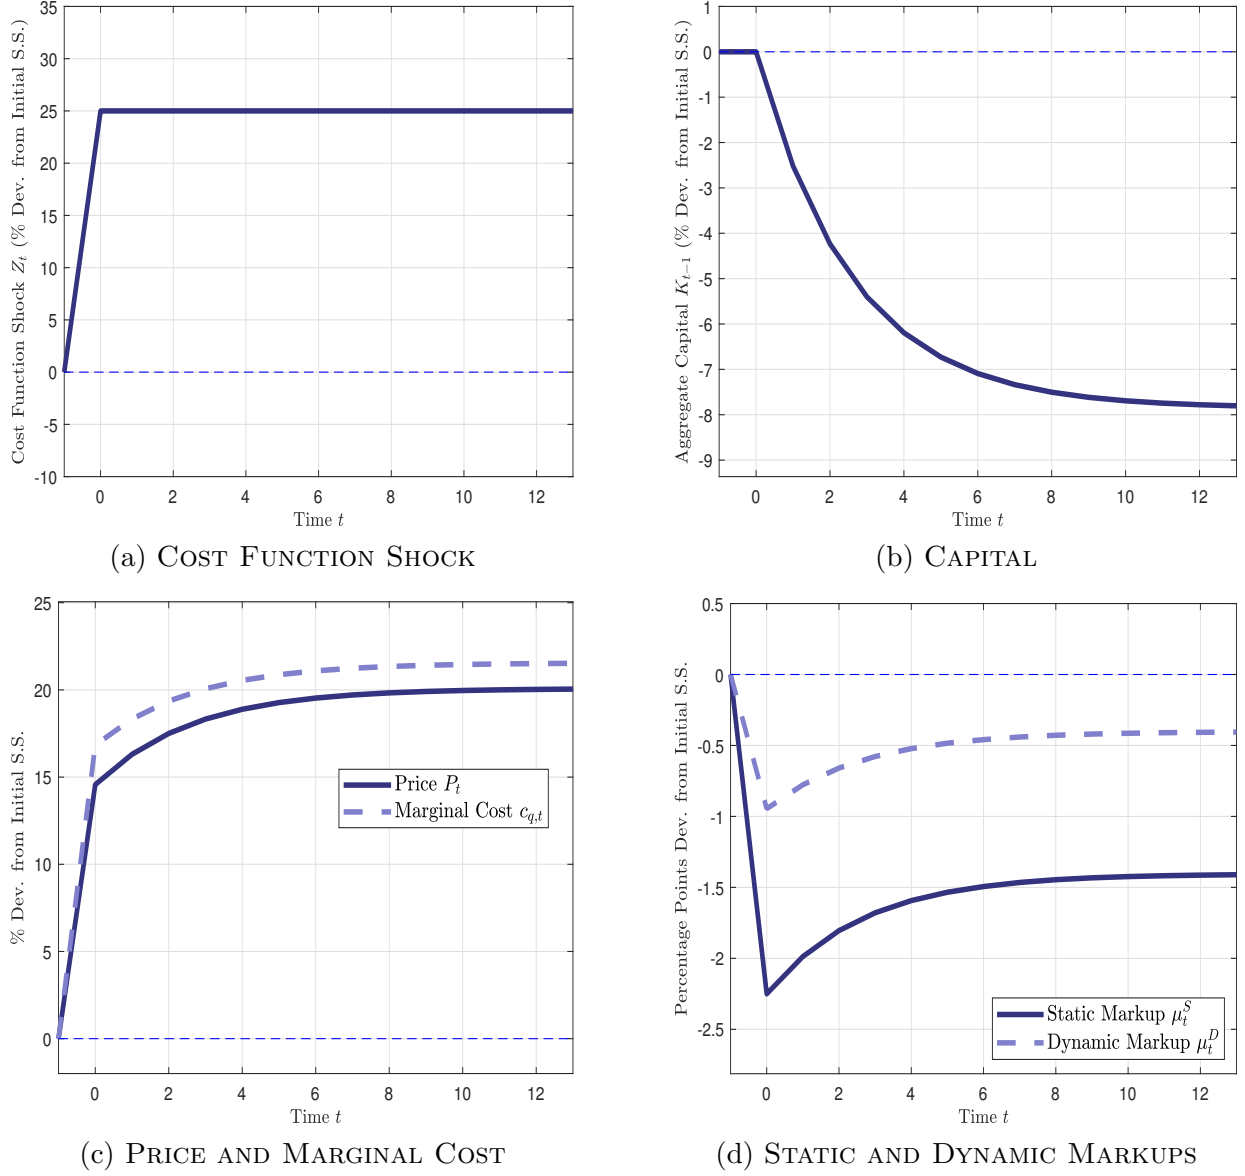 Cost Function Shock Z_t (% Dev. from Initial S.S.)
35
30
25
20
15
10
5
0
-5
-10
0 2 4 6 8 10 12
Time t
(a) COST FUNCTION SHOCK
Aggregate Capital K_{t−1} (% Dev. from Initial S.S.)
1
0
-1
-2
-3
-4
-5
-6
-7
-8
-9
0 2 4 6 8 10 12
Time t
(b) CAPITAL
% Dev. from Initial S.S.
25
20
15
10
5
0
Price P_t
Marginal Cost c_{q,t}
0 2 4 6 8 10 12
Time t
(c) PRICE AND MARGINAL COST
Percentage Points Dev. from Initial S.S.
0.5
0
-0.5
-1
-1.5
-2
-2.5
Static Markup μ_t^S
Dynamic Markup μ_t^D
0 2 4 6 8 10 12
Time t
(d) STATIC AND DYNAMIC MARKUPS